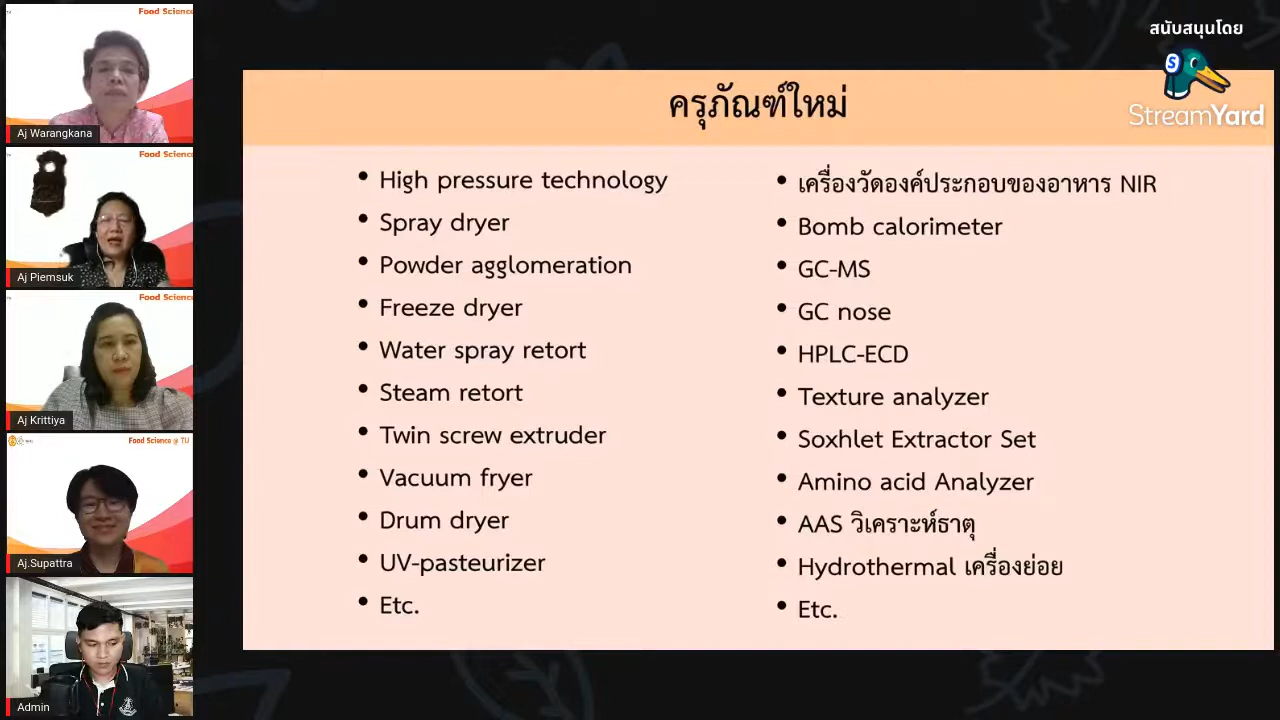 Food Science
Aj Warangkana
Food Science
Aj Piemsuk
Food Science
Aj Krittiya
Food Science @ TU
Aj.Supattra
Admin
สนับสนุนโดย
StreamYard
ครุภัณฑ์ใหม่
• High pressure technology
• Spray dryer
• Powder agglomeration
• Freeze dryer
• Water spray retort
• Steam retort
• Twin screw extruder
• Vacuum fryer
• Drum dryer
• UV-pasteurizer
• Etc.
• เครื่องวัดองค์ประกอบของอาหาร NIR
• Bomb calorimeter
• GC-MS
• GC nose
• HPLC-ECD
• Texture analyzer
• Soxhlet Extractor Set
• Amino acid Analyzer
• AAS วิเคราะห์ธาตุ
• Hydrothermal เครื่องย่อย
• Etc.